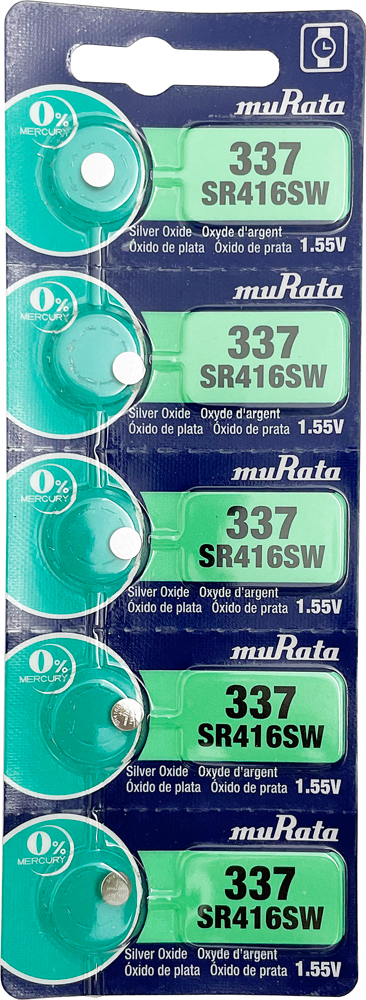 muRata
0%
MERCURY
337
SR416SW
Silver Oxide Oxyde d'argent
Óxido de plata Óxido de prata 1.55V
muRata
0%
MERCURY
337
SR416SW
Silver Oxide Oxyde d'argent
Óxido de plata Óxido de prata 1.55V
muRata
0%
MERCURY
337
SR416SW
Silver Oxide Oxyde d'argent
Óxido de plata Óxido de prata 1.55V
muRata
0%
MERCURY
337
SR416SW
Silver Oxide Oxyde d'argent
Óxido de plata Óxido de prata 1.55V
muRata
0%
MERCURY
337
SR416SW
Silver Oxide Oxyde d'argent
Óxido de plata Óxido de prata 1.55V